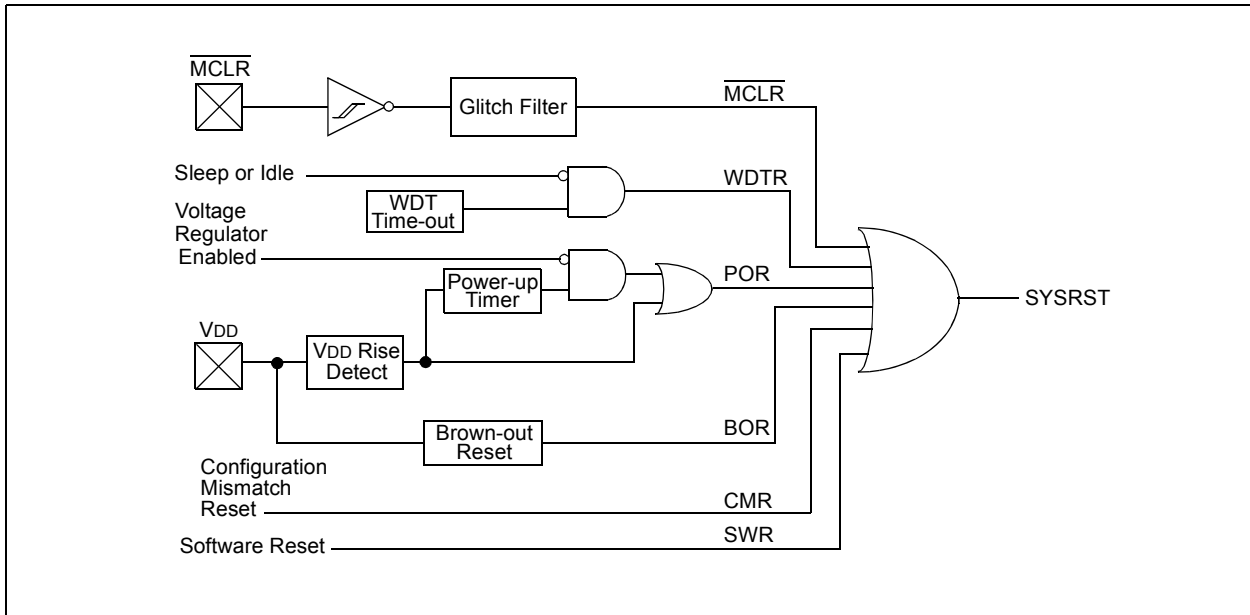 MCLR
Glitch Filter
MCLR
Sleep or Idle
WDT
Time-out
WDTR
Voltage
Regulator
Enabled
Power-up
Timer
POR
SYSRST
VDD
VDD Rise
Detect
Brown-out
Reset
BOR
Configuration
Mismatch
Reset
CMR
Software Reset
SWR